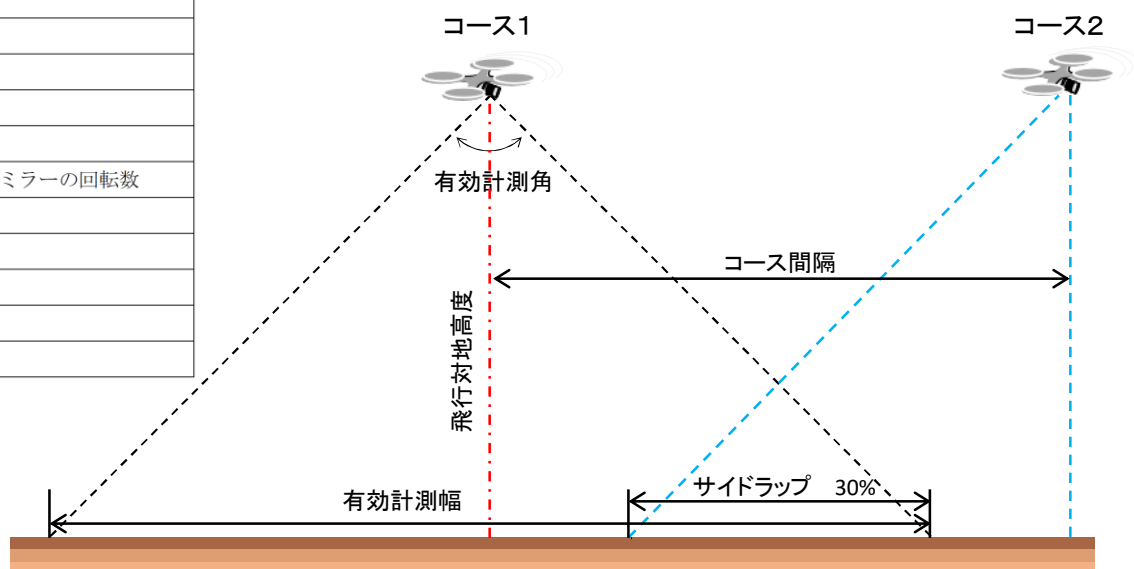 コース1
コース2
ミラーの回転数
有効計測角
コース間隔
飛行対地高度
サイドラップ 30%
有効計測幅